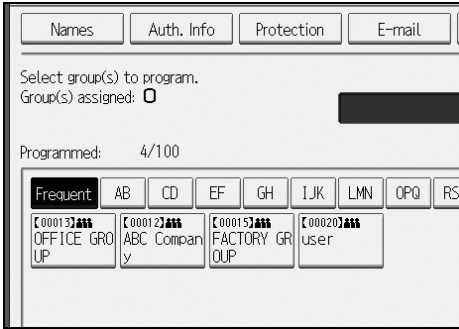 Names Auth. Info Protection E-mail
Select group(s) to program.
Group(s) assigned: 0
Programmed: 4/100
Frequent AB CD EF GH IJK LMN OPQ RS
【00013】 【00012】 【00015】 【00020】
OFFICE GRO ABC Compan FACTORY GR user
UP y OUP